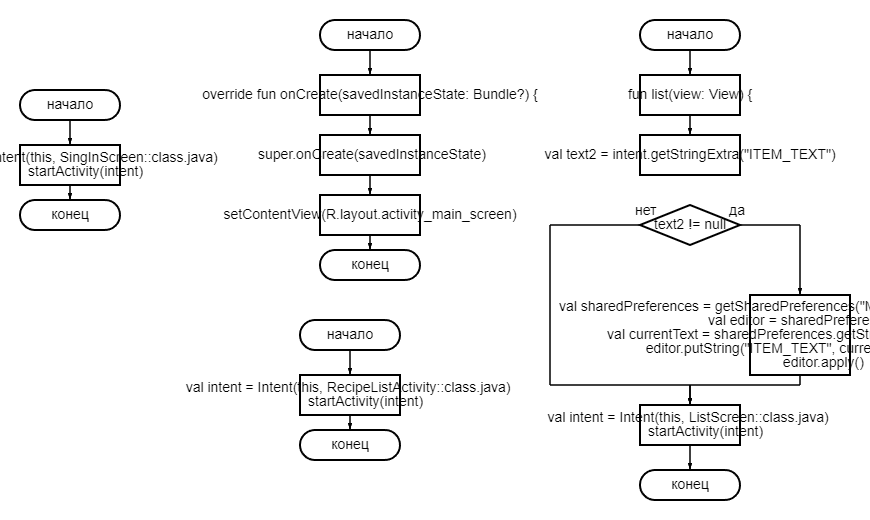 начало
ntent(this, SingInScreen::class.java)
startActivity(intent)
конец
начало
override fun onCreate(savedInstanceState: Bundle?) {
super.onCreate(savedInstanceState)
setContentView(R.layout.activity_main_screen)
конец
начало
val intent = Intent(this, RecipeListActivity::class.java)
startActivity(intent)
конец
начало
fun list(view: View) {
val text2 = intent.getStringExtra("ITEM_TEXT")
нет
да
text2 != null
val sharedPreferences = getSharedPreferences("M
val editor = sharedPrefere
val currentText = sharedPreferences.getSt
editor.putString("ITEM_TEXT", curre
editor.apply()
val intent = Intent(this, ListScreen::class.java)
startActivity(intent)
конец